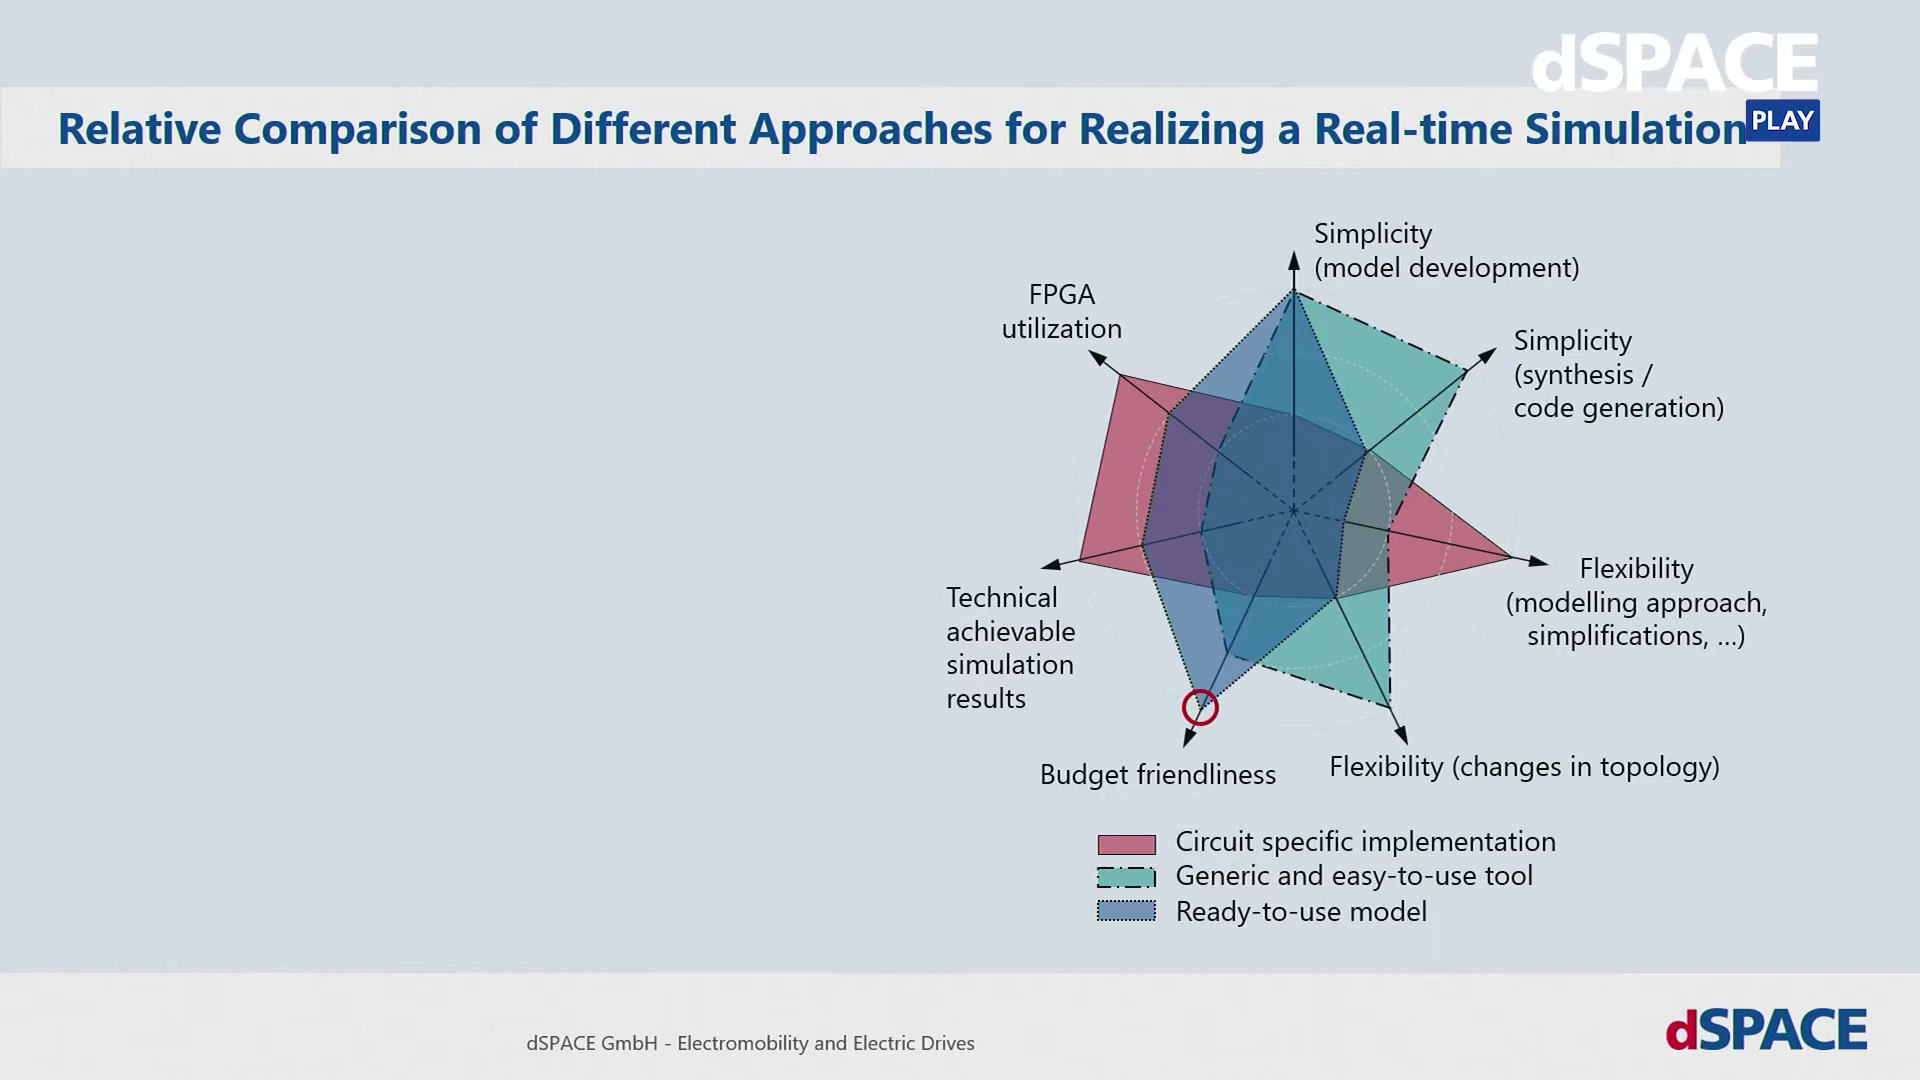 dSPACE
PLAY
Relative Comparison of Different Approaches for Realizing a Real-time Simulation
Simplicity
(model development)
FPGA
utilization
Simplicity
(synthesis /
code generation)
Flexibility
(modelling approach,
simplifications, ...)
Technical
achievable
simulation
results
Budget friendliness
Flexibility (changes in topology)
Circuit specific implementation
Generic and easy-to-use tool
Ready-to-use model
dSPACE GmbH - Electromobility and Electric Drives
dSPACE